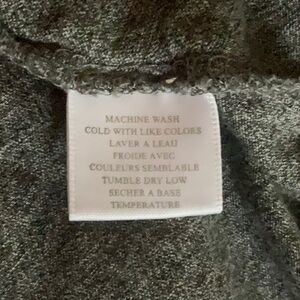 MACHINE WASH
COLD WITH LIKE COLORS
LAVER A LEAU
FROIDE AVEC
COULEURS SEMBLABLE
TUMBLE DRY LOW
SECHER A BASE
TEMPERATURE